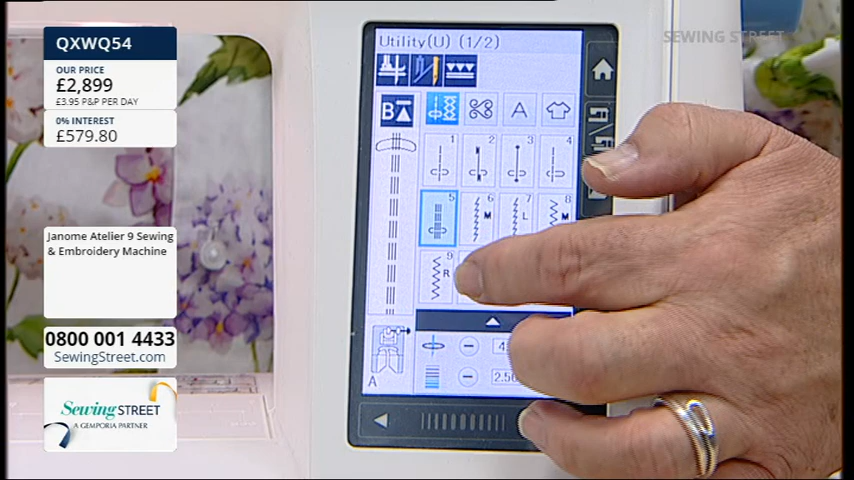 QXWQ54
OUR PRICE
£2,899
£3.95 P&P PER DAY
0% INTEREST
£579.80
Janome Atelier 9 Sewing
& Embroidery Machine
0800 001 4433
SewingStreet.com
Sewing STREET
A GEMPORIA PARTNER
SEWING STREET
Utility(U) (1/2)
B
A
1 2 3 4
5 6 7 8
M L M
9
R
A
2.5